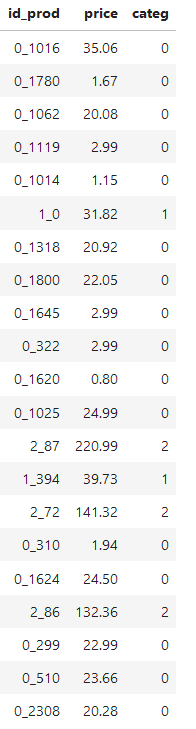 id_prod price categ
0_1016 35.06 0
0_1780 1.67 0
0_1062 20.08 0
0_1119 2.99 0
0_1014 1.15 0
1_0 31.82 1
0_1318 20.92 0
0_1800 22.05 0
0_1645 2.99 0
0_322 2.99 0
0_1620 0.80 0
0_1025 24.99 0
2_87 220.99 2
1_394 39.73 1
2_72 141.32 2
0_310 1.94 0
0_1624 24.50 0
2_86 132.36 2
0_299 22.99 0
0_510 23.66 0
0_2308 20.28 0